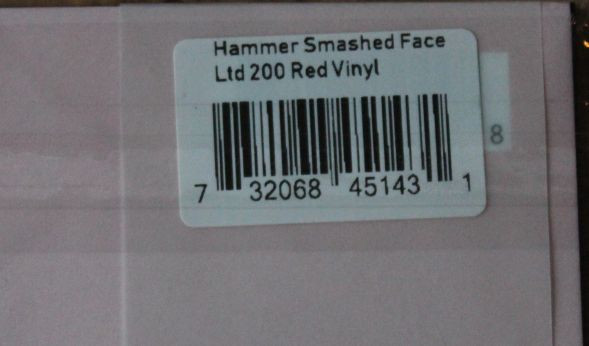 Hammer Smashed Face
Ltd 200 Red Vinyl
8
7 32068 45143 1